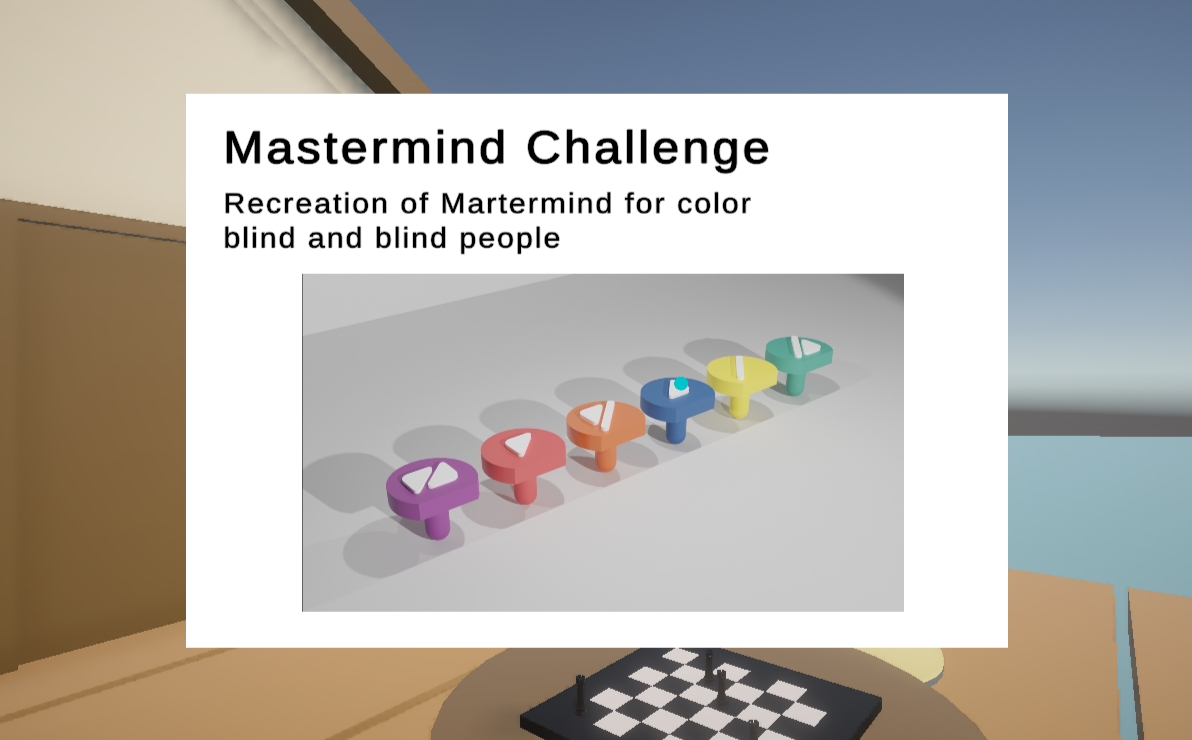 Mastermind Challenge
Recreation of Martermind for color
blind and blind people